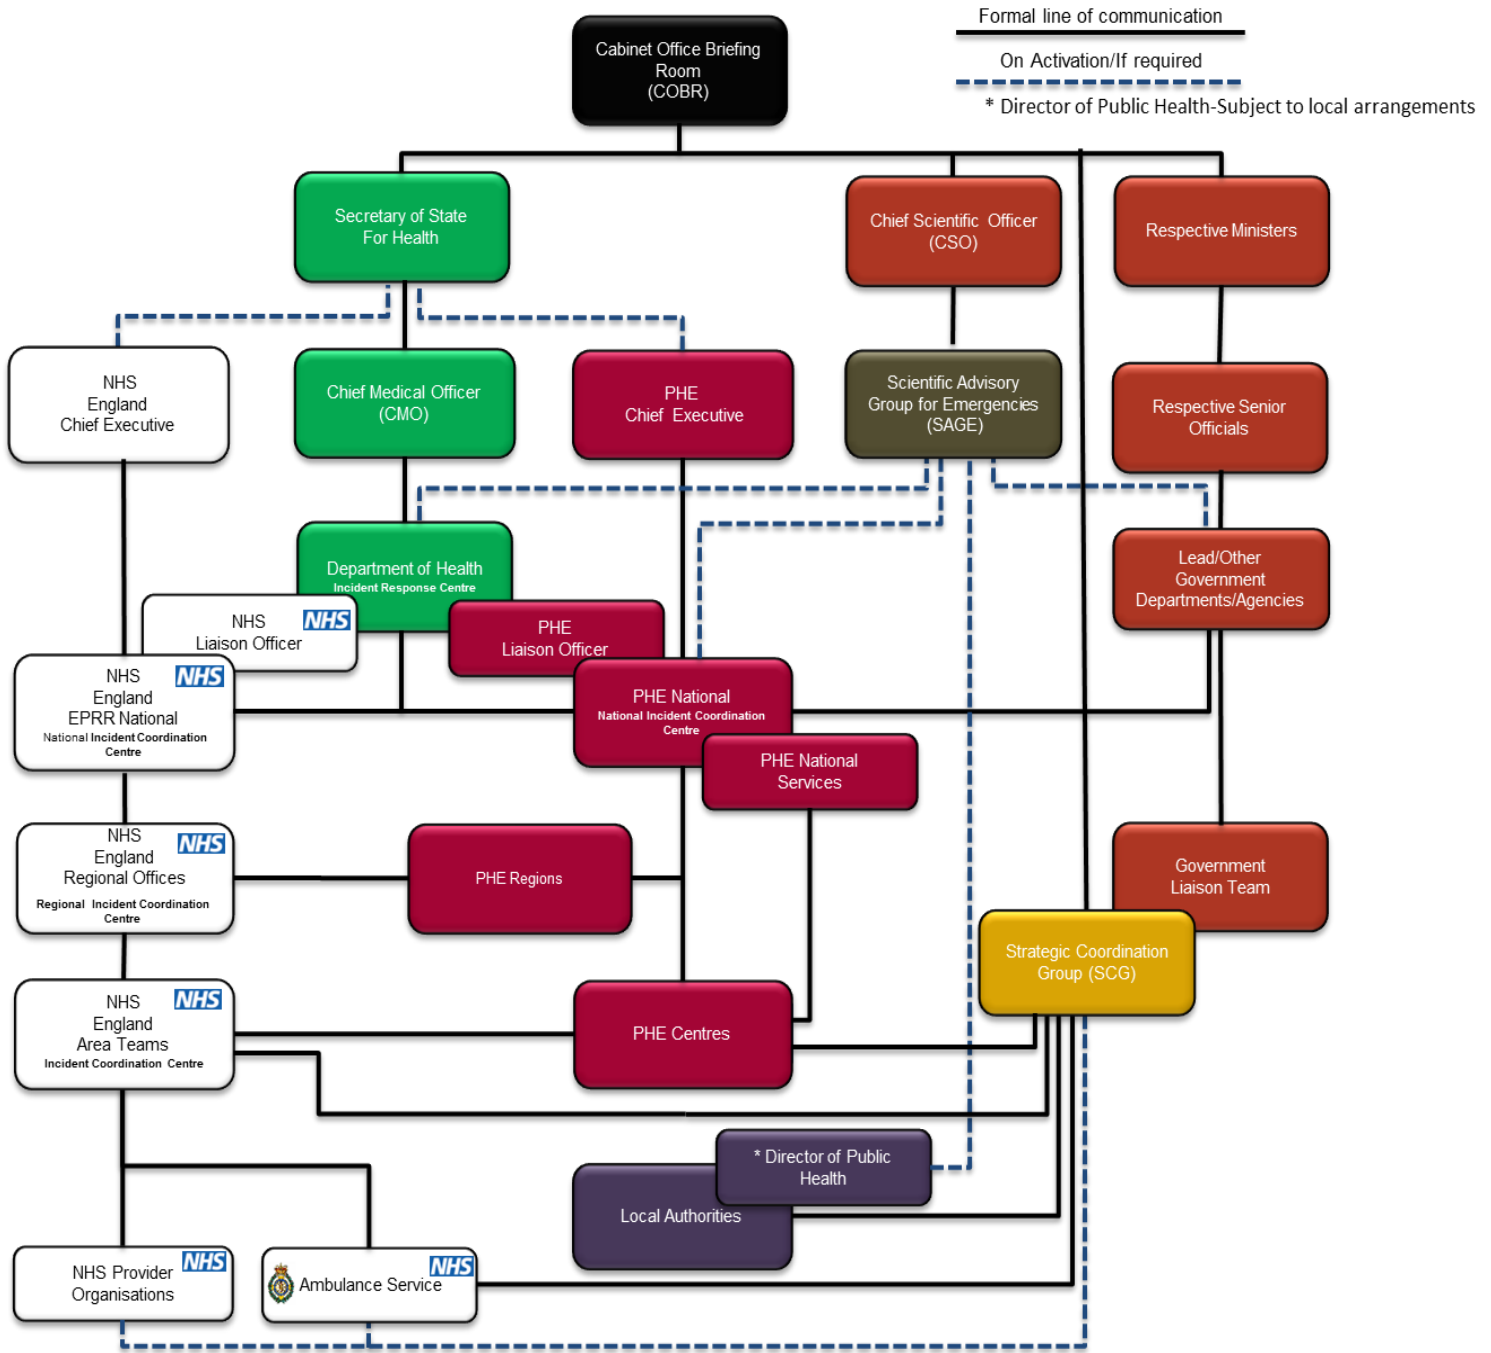 Formal line of communication
On Activation/If required
* Director of Public Health-Subject to local arrangements
Cabinet Office Briefing
Room
(COBR)
Secretary of State
For Health
Chief Scientific Officer
(CSO)
Respective Ministers
NHS
England
Chief Executive
Chief Medical Officer
(CMO)
PHE
Chief Executive
Scientific Advisory
Group for Emergencies
(SAGE)
Respective Senior
Officials
Department of Health
Incident Response Centre
Lead/Other
Government
Departments/Agencies
NHS
Liaison Officer
NHS
PHE
Liaison Officer
NHS
England
EPRR National
National Incident Coordination
Centre
NHS
PHE National
National Incident Coordination
Centre
PHE National
Services
NHS
England
Regional Offices
Regional Incident Coordination
Centre
NHS
PHE Regions
Government
Liaison Team
Strategic Coordination
Group (SCG)
NHS
England
Area Teams
Incident Coordination Centre
NHS
PHE Centres
* Director of Public
Health
Local Authorities
NHS Provider
Organisations
NHS
Ambulance Service
NHS